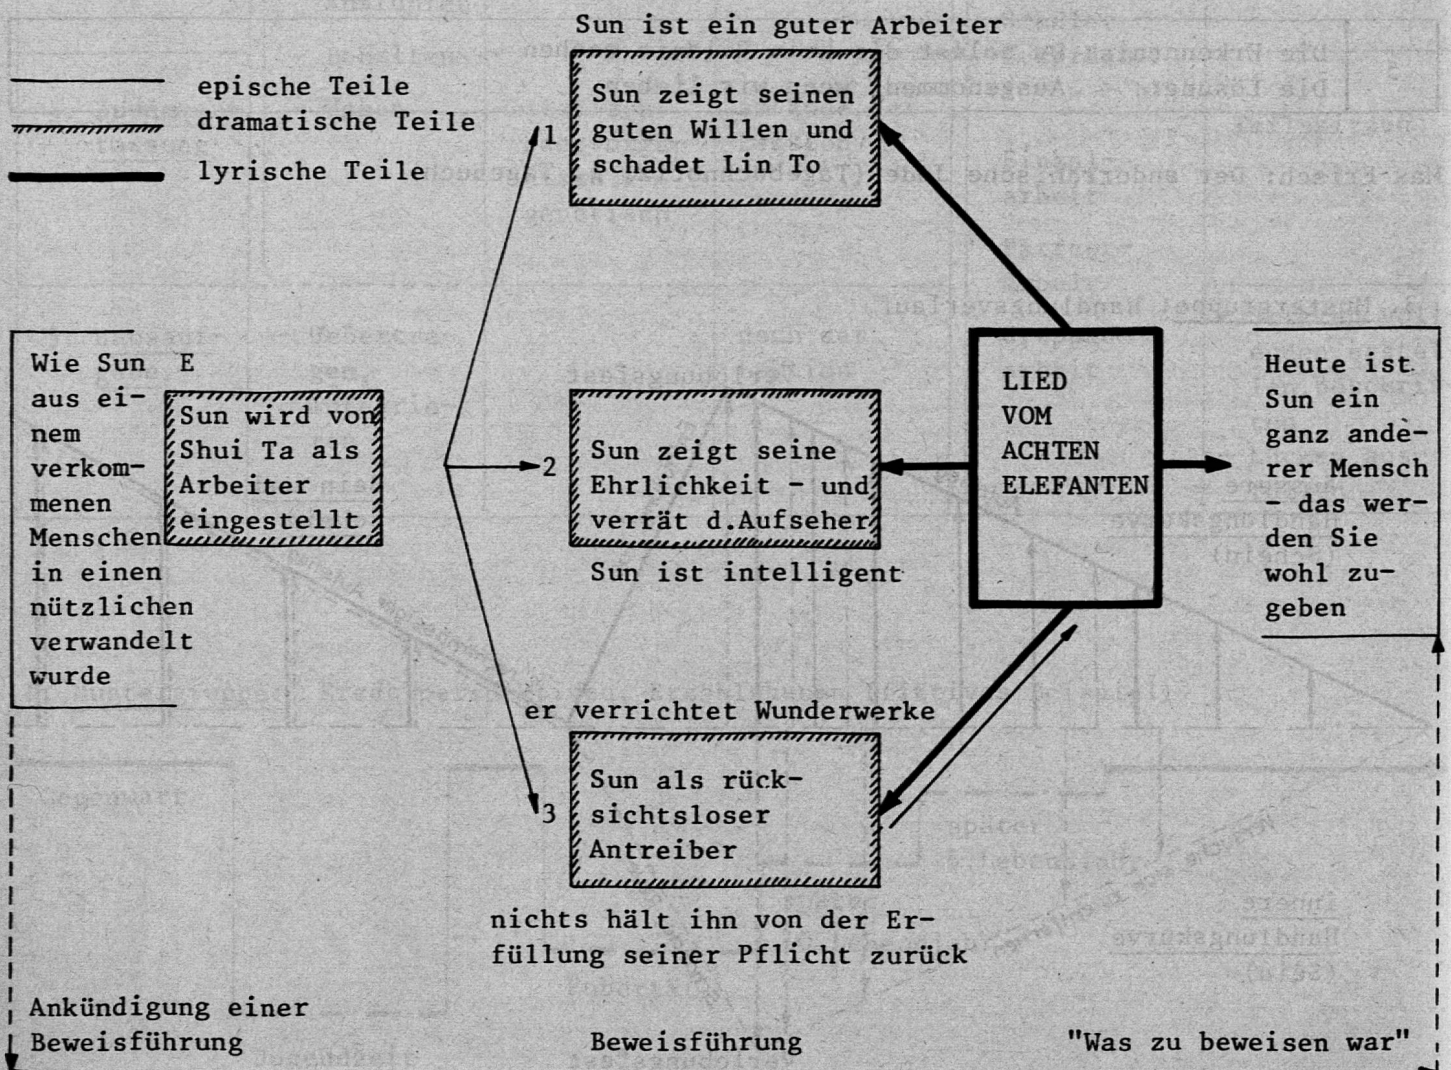 Sun ist ein guter Arbeiter
epische Teile
dramatische Teile
lyrische Teile
1
Sun zeigt seinen
guten Willen und
schadet Lin To
Wie Sun
aus ei-
nem
verkom-
menen
Menschen
in einen
nützlichen
verwandelt
wurde
E
Sun wird von
Shui Ta als
Arbeiter
eingestellt
2
Sun zeigt seine
Ehrlichkeit - und
verrät d.Aufseher
Sun ist intelligent
LIED
VOM
ACHTEN
ELEFANTEN
Heute ist
Sun ein
ganz ande-
rer Mensch
- das wer-
den Sie
wohl zu-
geben
er verrichtet Wunderwerke
3
Sun als rück-
sichtsloser
Antreiber
nichts hält ihn von der Er-
füllung seiner Pflicht zurück
Ankündigung einer
Beweisführung
Beweisführung
"Was zu beweisen war"